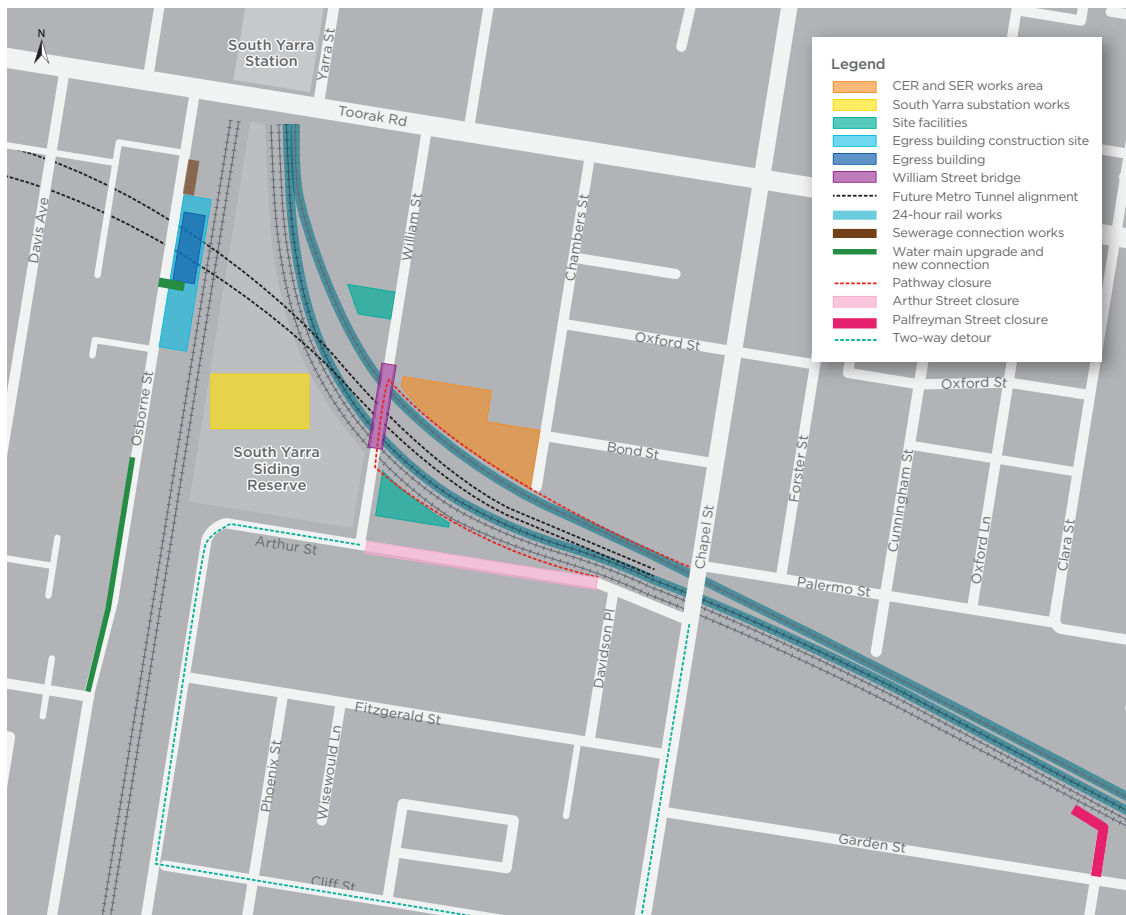 N
South Yarra
Station
Yarra St
Toorak Rd
Legend
CER and SER works area
South Yarra substation works
Site facilities
Egress building construction site
Egress building
William Street bridge
Future Metro Tunnel alignment
24-hour rail works
Sewerage connection works
Water main upgrade and
new connection
Pathway closure
Arthur Street closure
Palfreyman Street closure
Two-way detour
Davis Ave
William St
Chambers St
Oxford St
Oxford St
Osborne St
South Yarra
Siding
Reserve
Bond St
Forster St
Cunningham St
Oxford Ln
Clara St
Chapel St
Arthur St
Palermo St
Davidson Pl
Fitzgerald St
Phoenix St
Wisewould Ln
Garden St
Cliff St